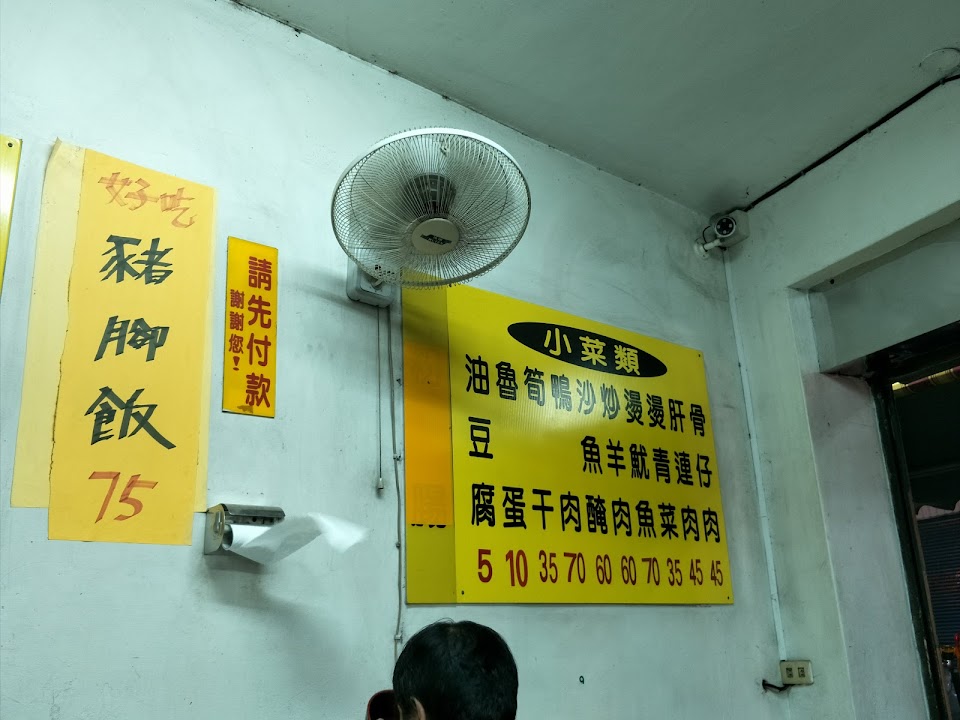 好吃
豬腳飯
75
請先付款
謝謝您!
小菜類
油豆腐 5
魯蛋 10
筍干 35
鴨肉 70
沙魚醃 60
炒羊肉 60
燙魷魚 70
燙青菜 35
肝連肉 45
骨仔肉 45